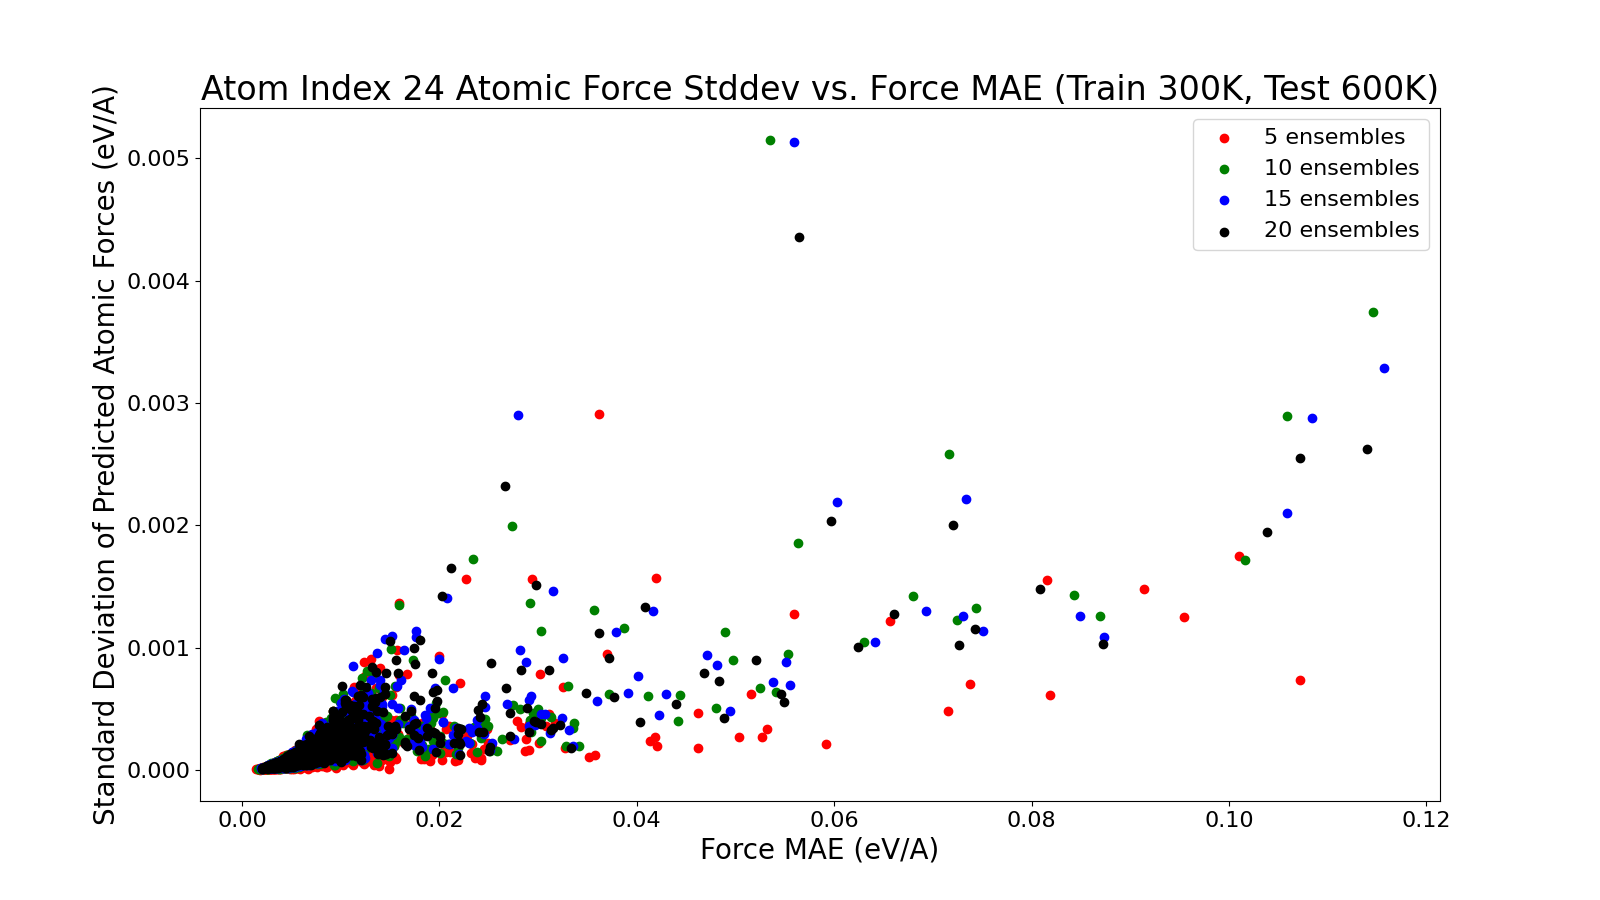 Atom Index 24 Atomic Force Stddev vs. Force MAE (Train 300K, Test 600K)
Standard Deviation of Predicted Atomic Forces (eV/A)
0.005
0.004
0.003
0.002
0.001
0.000
5 ensembles
10 ensembles
15 ensembles
20 ensembles
0.00 0.02 0.04 0.06 0.08 0.10 0.12
Force MAE (eV/A)